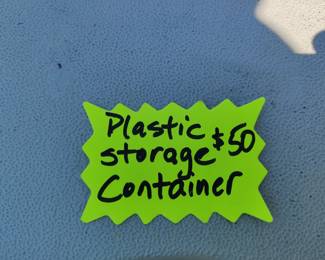 Plastic
storage $50
Container